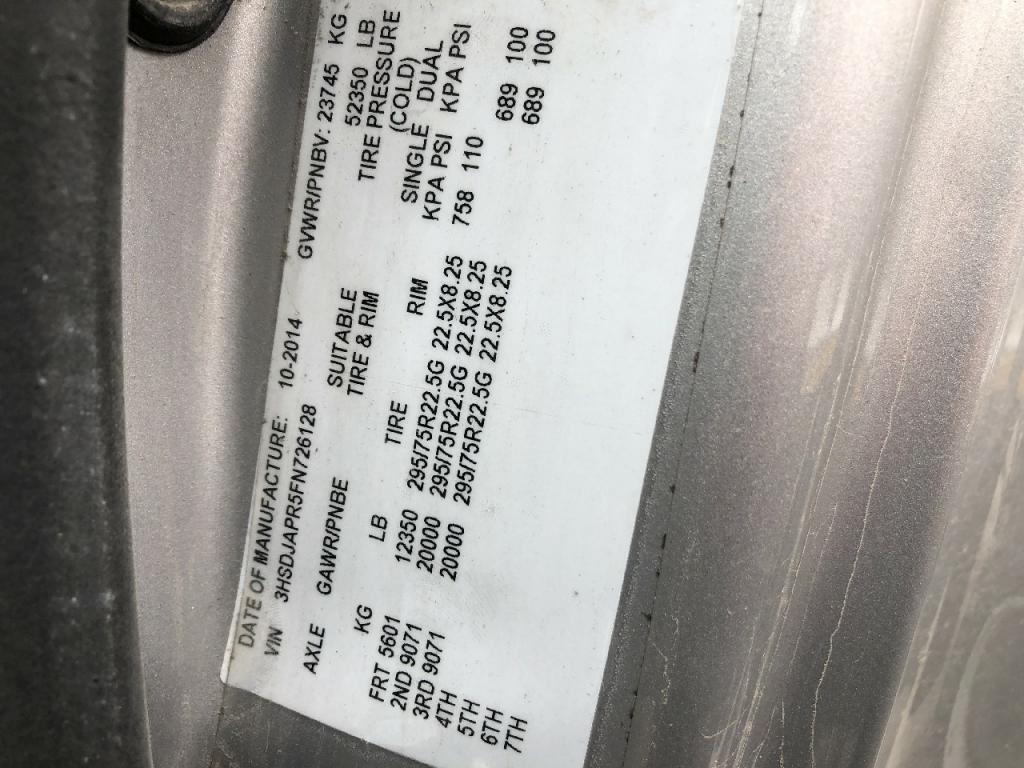 DATE OF MANUFACTURE: 10-2014 GVWR/PNBV: 23745 KG
VIN 3HSDJAPR5FN726128 52350 LB
AXLE GAWR/PNBE SUITABLE TIRE PRESSURE
TIRE & RIM (COLD)
SINGLE DUAL
KG LB TIRE RIM KPA PSI KPA PSI
FRT 5601 12350 295/75R22.5G 22.5X8.25 758 110
2ND 9071 20000 295/75R22.5G 22.5X8.25 689 100
3RD 9071 20000 295/75R22.5G 22.5X8.25 689 100
4TH
5TH
6TH
7TH